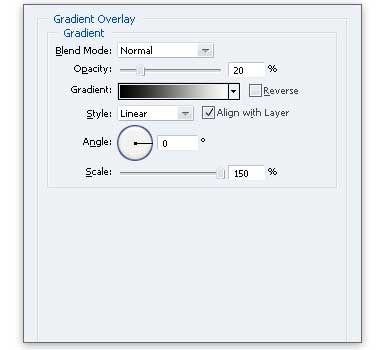 Gradient Overlay
Gradient
Blend Mode: Normal
Opacity: 20 %
Gradient: Reverse
Style: Linear Align with Layer
Angle: 0 °
Scale: 150 %